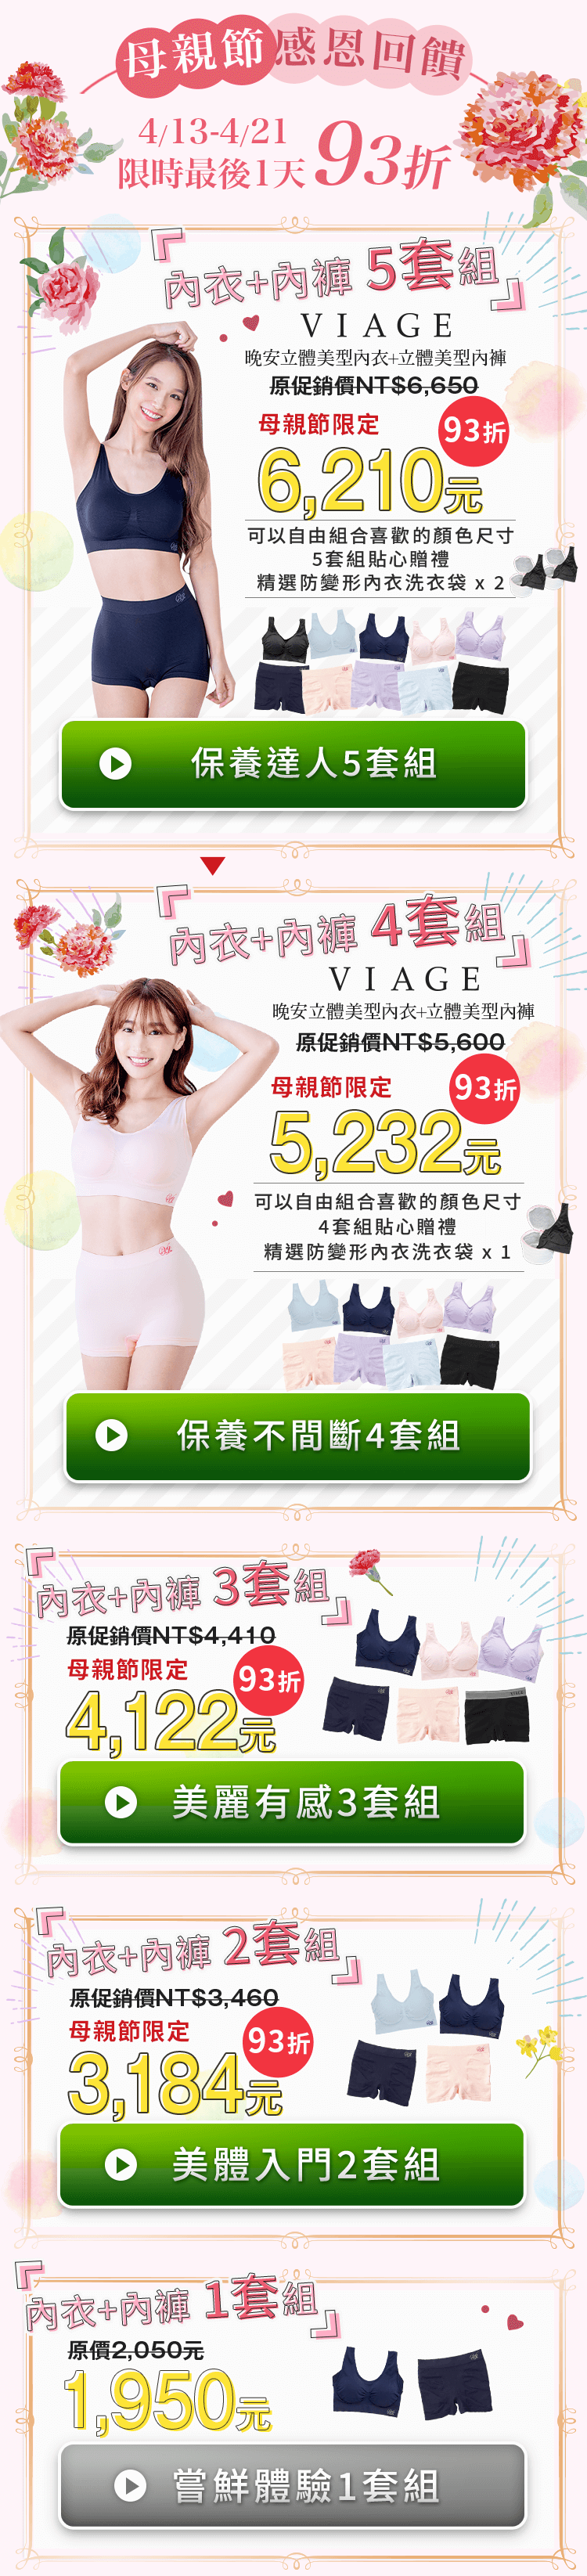 母親節感恩回饋
4/13-4/21
限時最後1天 93折
「內衣+內褲 5套組」
VIAGE
晚安立體美型內衣+立體美型內褲
原促銷價NT$6,650
母親節限定
93折
6,210元
可以自由組合喜歡的顏色尺寸
5套組貼心贈禮
精選防變形內衣洗衣袋 x 2
保養達人5套組
「內衣+內褲 4套組」
VIAGE
晚安立體美型內衣+立體美型內褲
原促銷價NT$5,600
母親節限定
93折
5,232元
可以自由組合喜歡的顏色尺寸
4套組貼心贈禮
精選防變形內衣洗衣袋 x 1
保養不間斷4套組
「內衣+內褲 3套組」
原促銷價NT$4,410
母親節限定
93折
4,122元
美麗有感3套組
「內衣+內褲 2套組」
原促銷價NT$3,460
母親節限定
93折
3,184元
美體入門2套組
「內衣+內褲 1套組」
原價2,050元
1,950元
嘗鮮體驗1套組